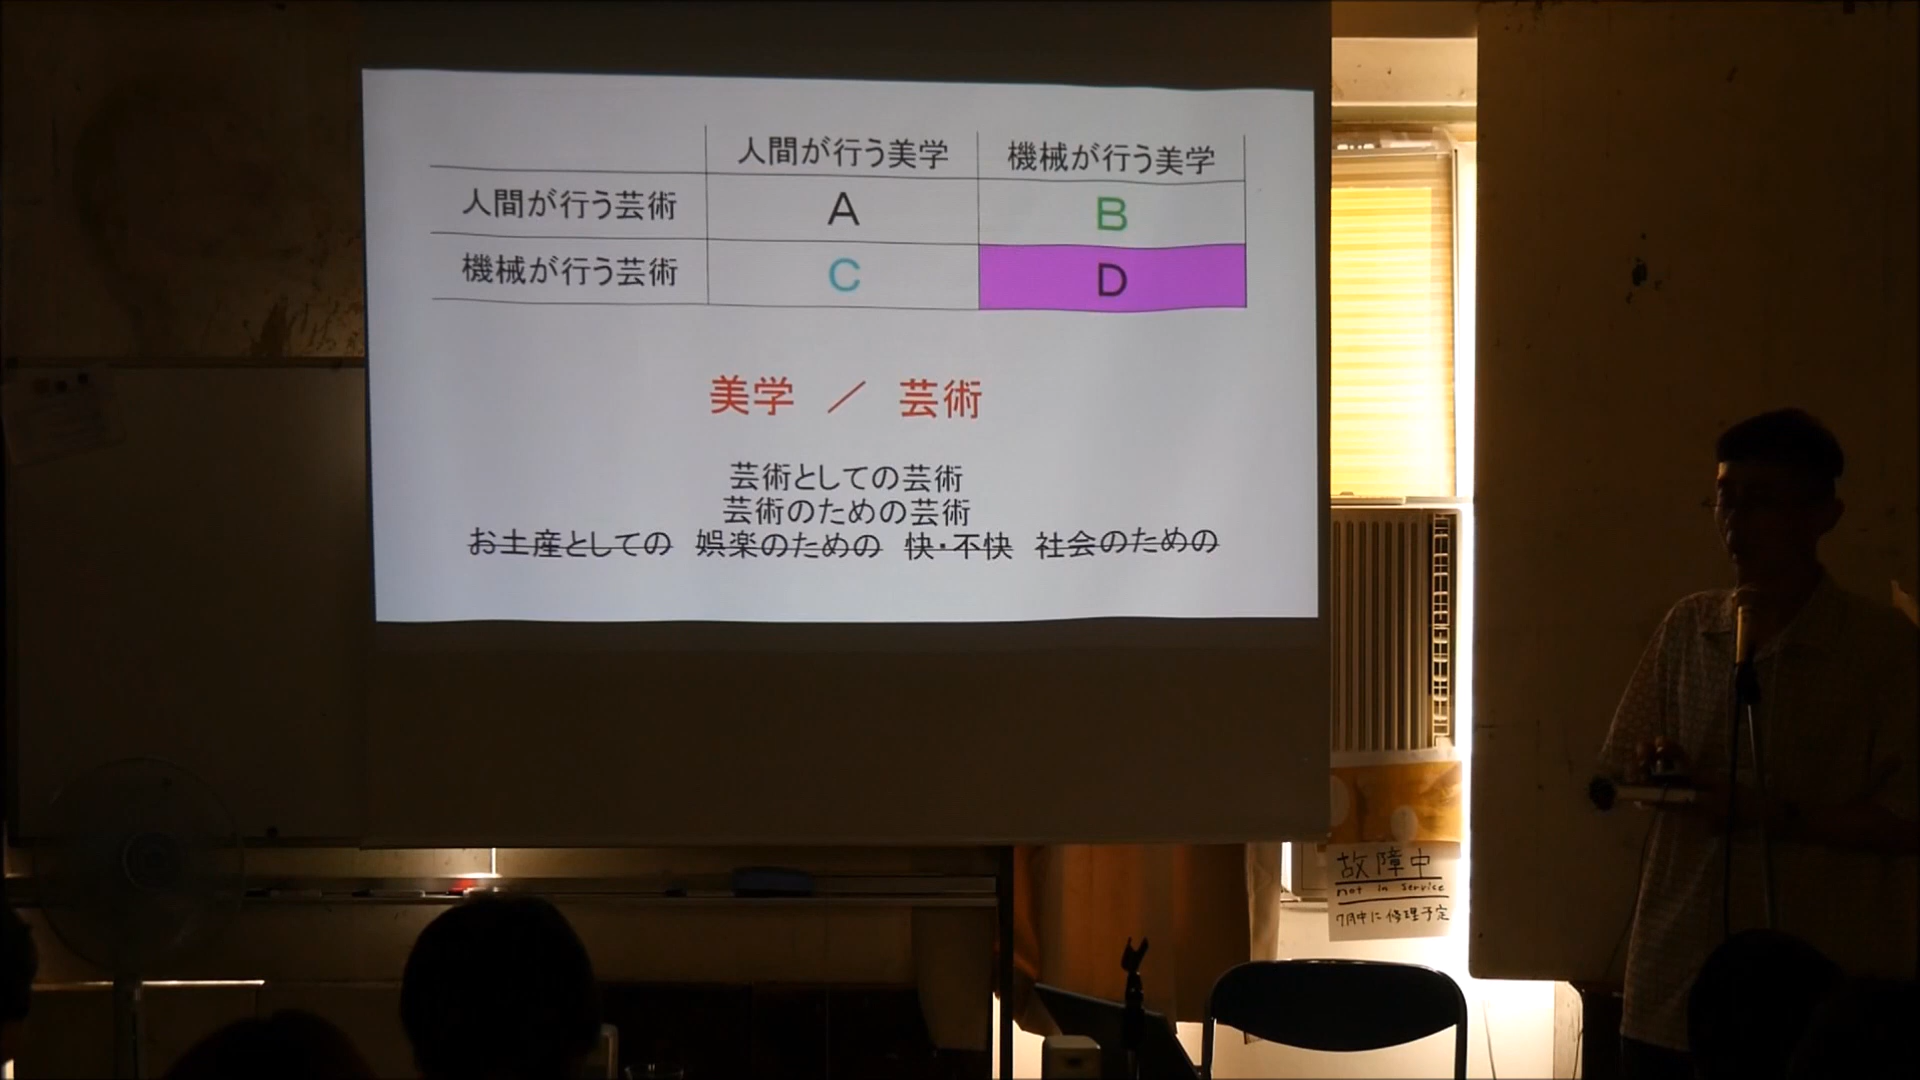 人間が行う美学 機械が行う美学
人間が行う芸術 A B
機械が行う芸術 C D
美学 ／ 芸術
芸術としての芸術
芸術のための芸術
お土産としての 娯楽のための 快・不快 社会のための
故障中
not in service
7月中に修理予定